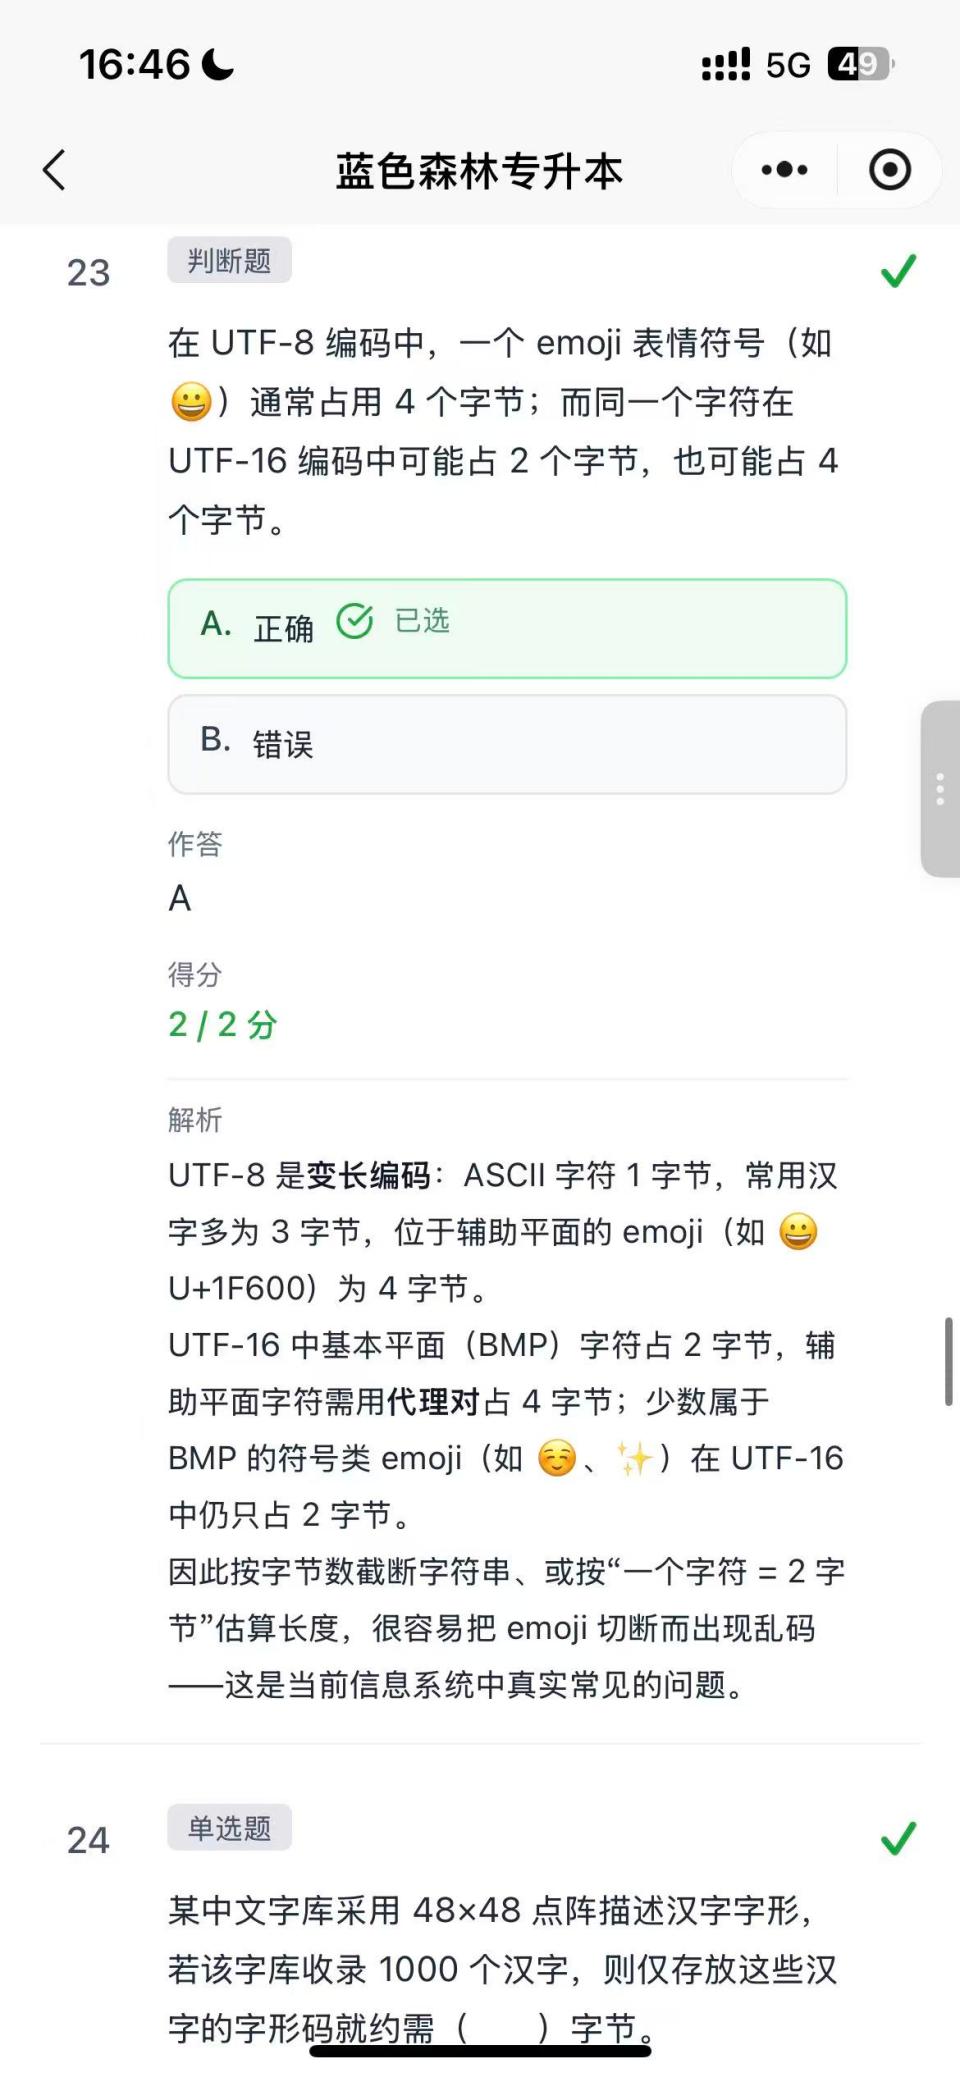 16:46
5G
49
蓝色森林专升本
23
判断题
在 UTF-8 编码中，一个 emoji 表情符号（如
😀）通常占用 4 个字节；而同一个字符在
UTF-16 编码中可能占 2 个字节，也可能占 4
个字节。
A. 正确 已选
B. 错误
作答
A
得分
2 / 2 分
解析
UTF-8 是变长编码：ASCII 字符 1 字节，常用汉
字多为 3 字节，位于辅助平面的 emoji（如 😀
U+1F600）为 4 字节。
UTF-16 中基本平面（BMP）字符占 2 字节，辅
助平面字符需用代理对占 4 字节；少数属于
BMP 的符号类 emoji（如 ☺️、✨）在 UTF-16
中仍只占 2 字节。
因此按字节数截断字符串、或按“一个字符 = 2 字
节”估算长度，很容易把 emoji 切断而出现乱码
——这是当前信息系统中真实常见的问题。
24
单选题
某中文字库采用 48×48 点阵描述汉字字形，
若该字库收录 1000 个汉字，则仅存放这些汉
字的字形码就约需（　　）字节。